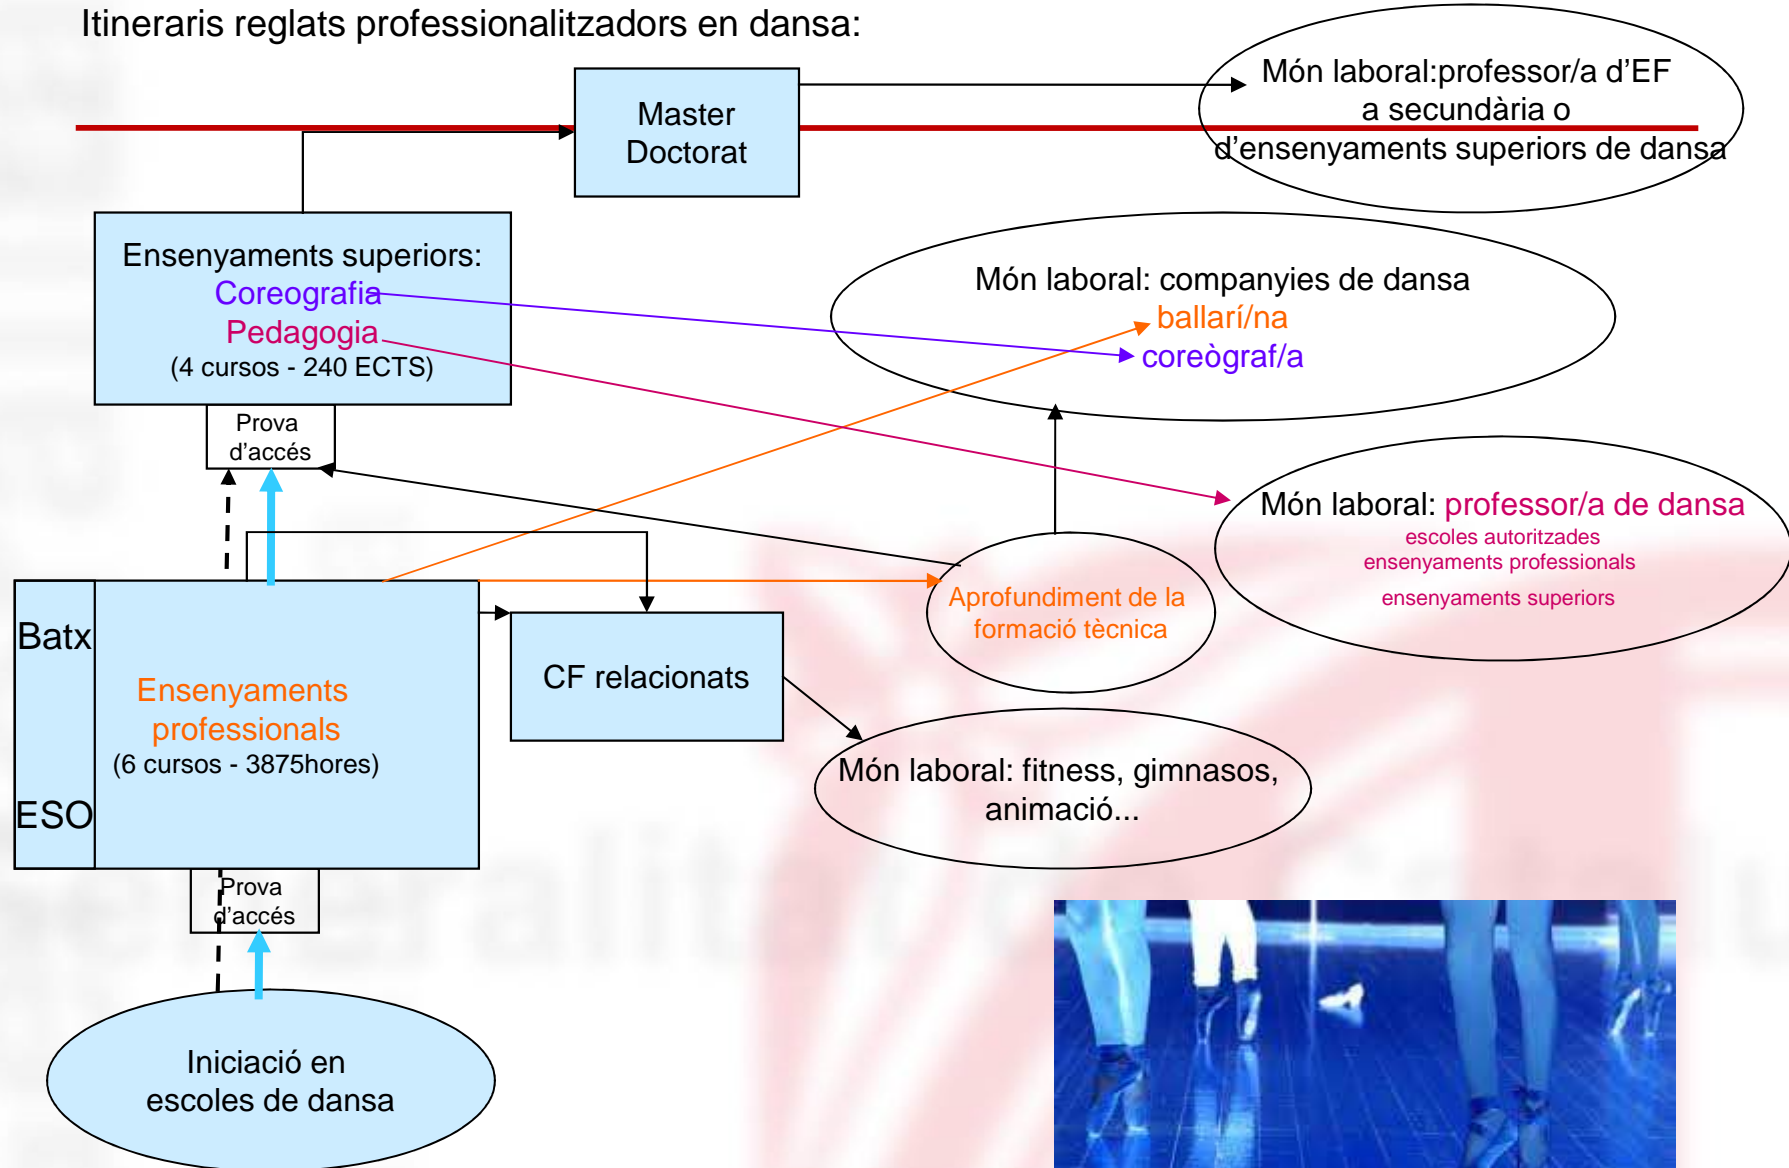 Itineraris reglats professionalitzadors en dansa:
Món laboral:professor/a d’EF
a secundària o
d’ensenyaments superiors de dansa
Master
Doctorat
Ensenyaments superiors:
Coreografia
Pedagogia
(4 cursos - 240 ECTS)
Món laboral: companyies de dansa
ballarí/na
coreògraf/a
Prova
d’accés
Món laboral: professor/a de dansa
escoles autoritzades
ensenyaments professionals
ensenyaments superiors
Aprofundiment de la
formació tècnica
Batx
ESO
Ensenyaments
professionals
(6 cursos - 3875hores)
CF relacionats
Món laboral: fitness, gimnasos,
animació...
Prova
d’accés
Iniciació en
escoles de dansa